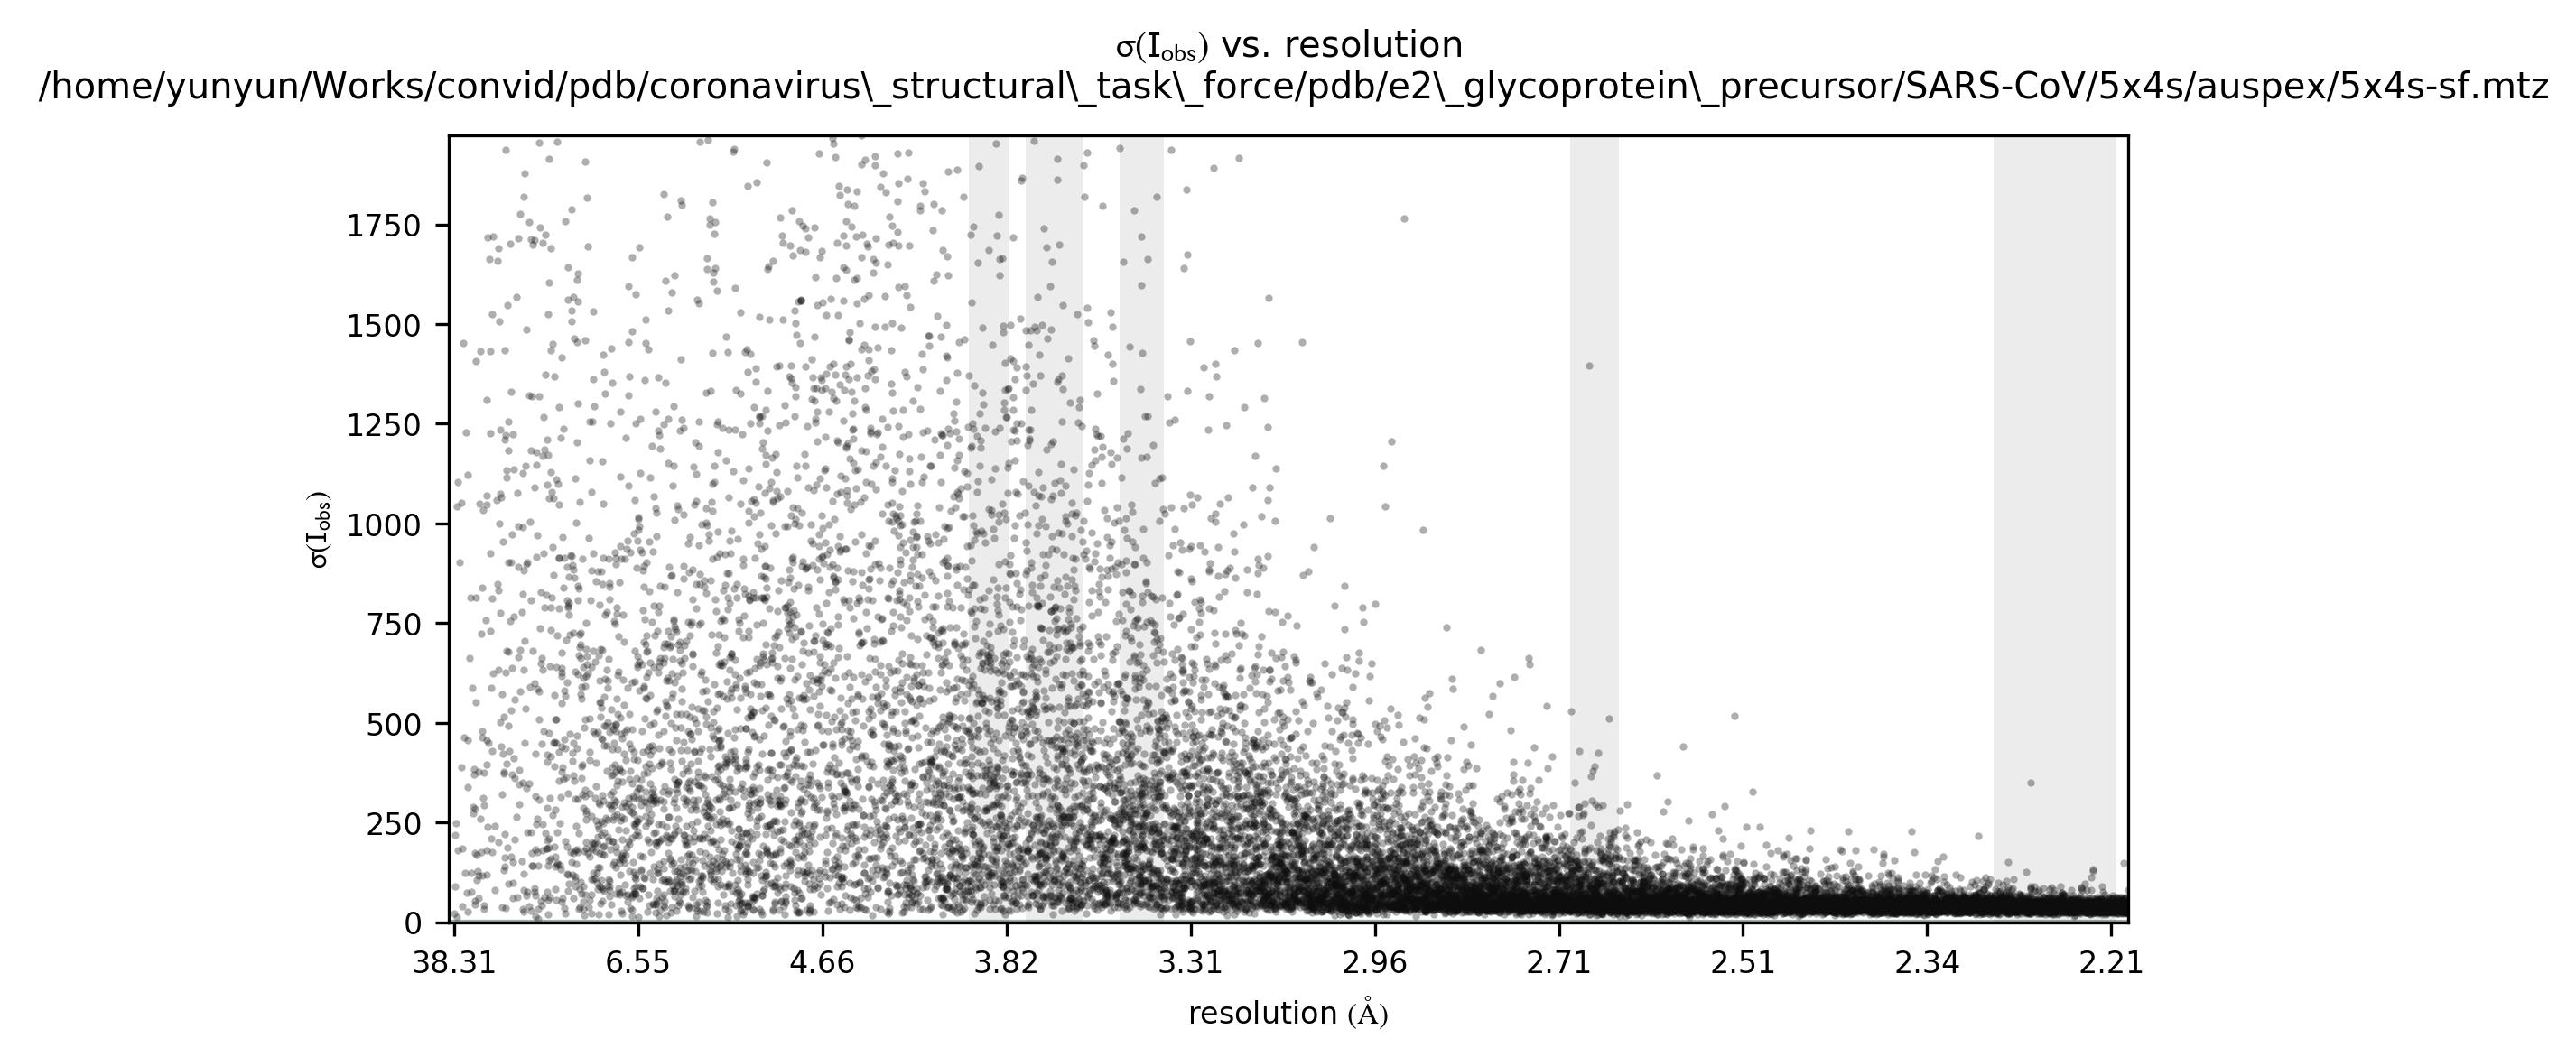 σ(I_obs) vs. resolution
/home/yunyun/Works/convid/pdb/coronavirus\_structural\_task\_force/pdb/e2\_glycoprotein\_precursor/SARS-CoV/5x4s/auspex/5x4s-sf.mtz
σ(I_obs)
1750
1500
1250
1000
750
500
250
0
38.31 6.55 4.66 3.82 3.31 2.96 2.71 2.51 2.34 2.21
resolution (Å)